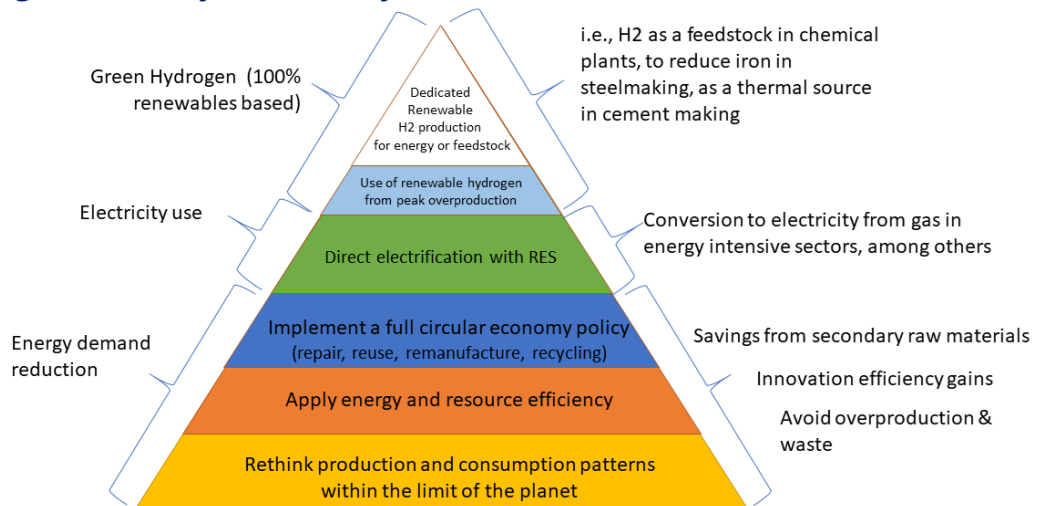 Green Hydrogen (100%
renewables based)
i.e., H2 as a feedstock in chemical
plants, to reduce iron in
steelmaking, as a thermal source
in cement making
Dedicated
Renewable
H2 production
for energy or feedstock
Use of renewable hydrogen
from peak overproduction
Electricity use
Conversion to electricity from gas in
energy intensive sectors, among others
Direct electrification with RES
Energy demand
reduction
Implement a full circular economy policy
(repair, reuse, remanufacture, recycling)
Savings from secondary raw materials
Apply energy and resource efficiency
Innovation efficiency gains
Avoid overproduction &
waste
Rethink production and consumption patterns
within the limit of the planet